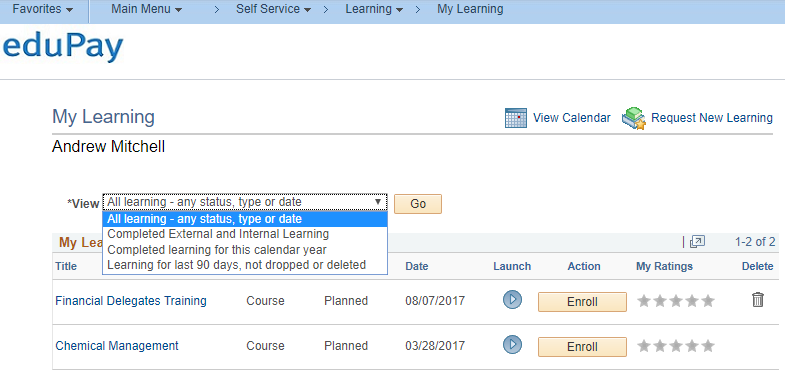 Favorites Main Menu > Self Service > Learning > My Learning
eduPay
My Learning
View Calendar Request New Learning
Andrew Mitchell
*View All learning - any status, type or date Go
All learning - any status, type or date
Completed External and Internal Learning
Completed learning for this calendar year
Learning for last 90 days, not dropped or deleted
My Lea 1-2 of 2
Title Date Launch Action My Ratings Delete
Financial Delegates Training Course Planned 08/07/2017 Enroll
Chemical Management Course Planned 03/28/2017 Enroll